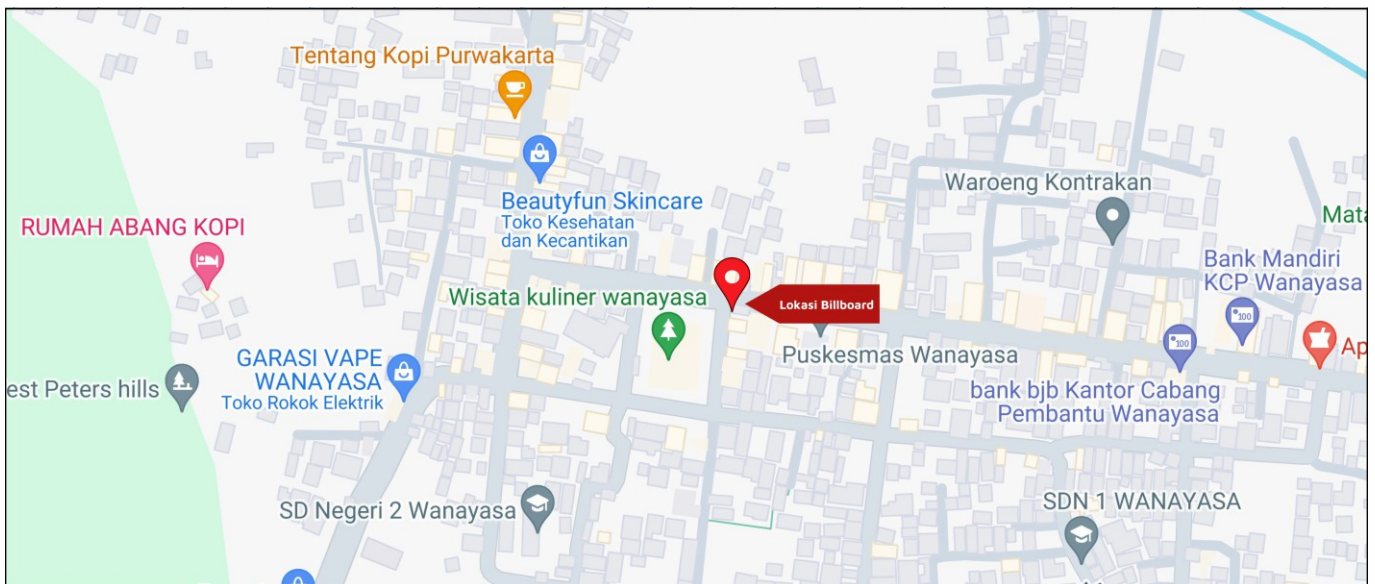 Tentang Kopi Purwakarta
Beautyfun Skincare
Toko Kesehatan
dan Kecantikan
Waroeng Kontrakan
Mata
RUMAH ABANG KOPI
Bank Mandiri
KCP Wanayasa
Wisata kuliner wanayasa
Lokasi Billboard
100
Puskesmas Wanayasa
100
Ap
GARASI VAPE
WANAYASA
Toko Rokok Elektrik
est Peters hills
bank bjb Kantor Cabang
Pembantu Wanayasa
SD Negeri 2 Wanayasa
SDN 1 WANAYASA